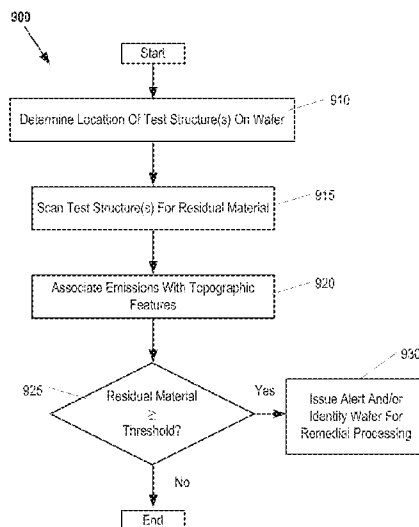 900
Start
910
Determine Location Of Test Structure(s) On Wafer
915
Scan Test Structure(s) For Residual Material
920
Associate Emissions With Topographic
Features
930
925
Residual Material
≥
Threshold?
Yes
Issue Alert And/or
Identity Wafer For
Remedial Processing
No
End